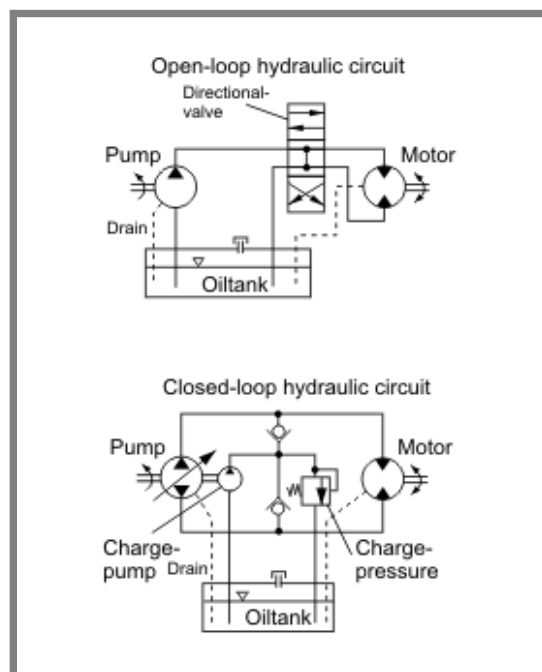 Open-loop hydraulic circuit
Directional-
valve
Pump
Motor
Drain
Oiltank
Closed-loop hydraulic circuit
Pump
Motor
Charge-
pump
Drain
Charge-
pressure
Oiltank